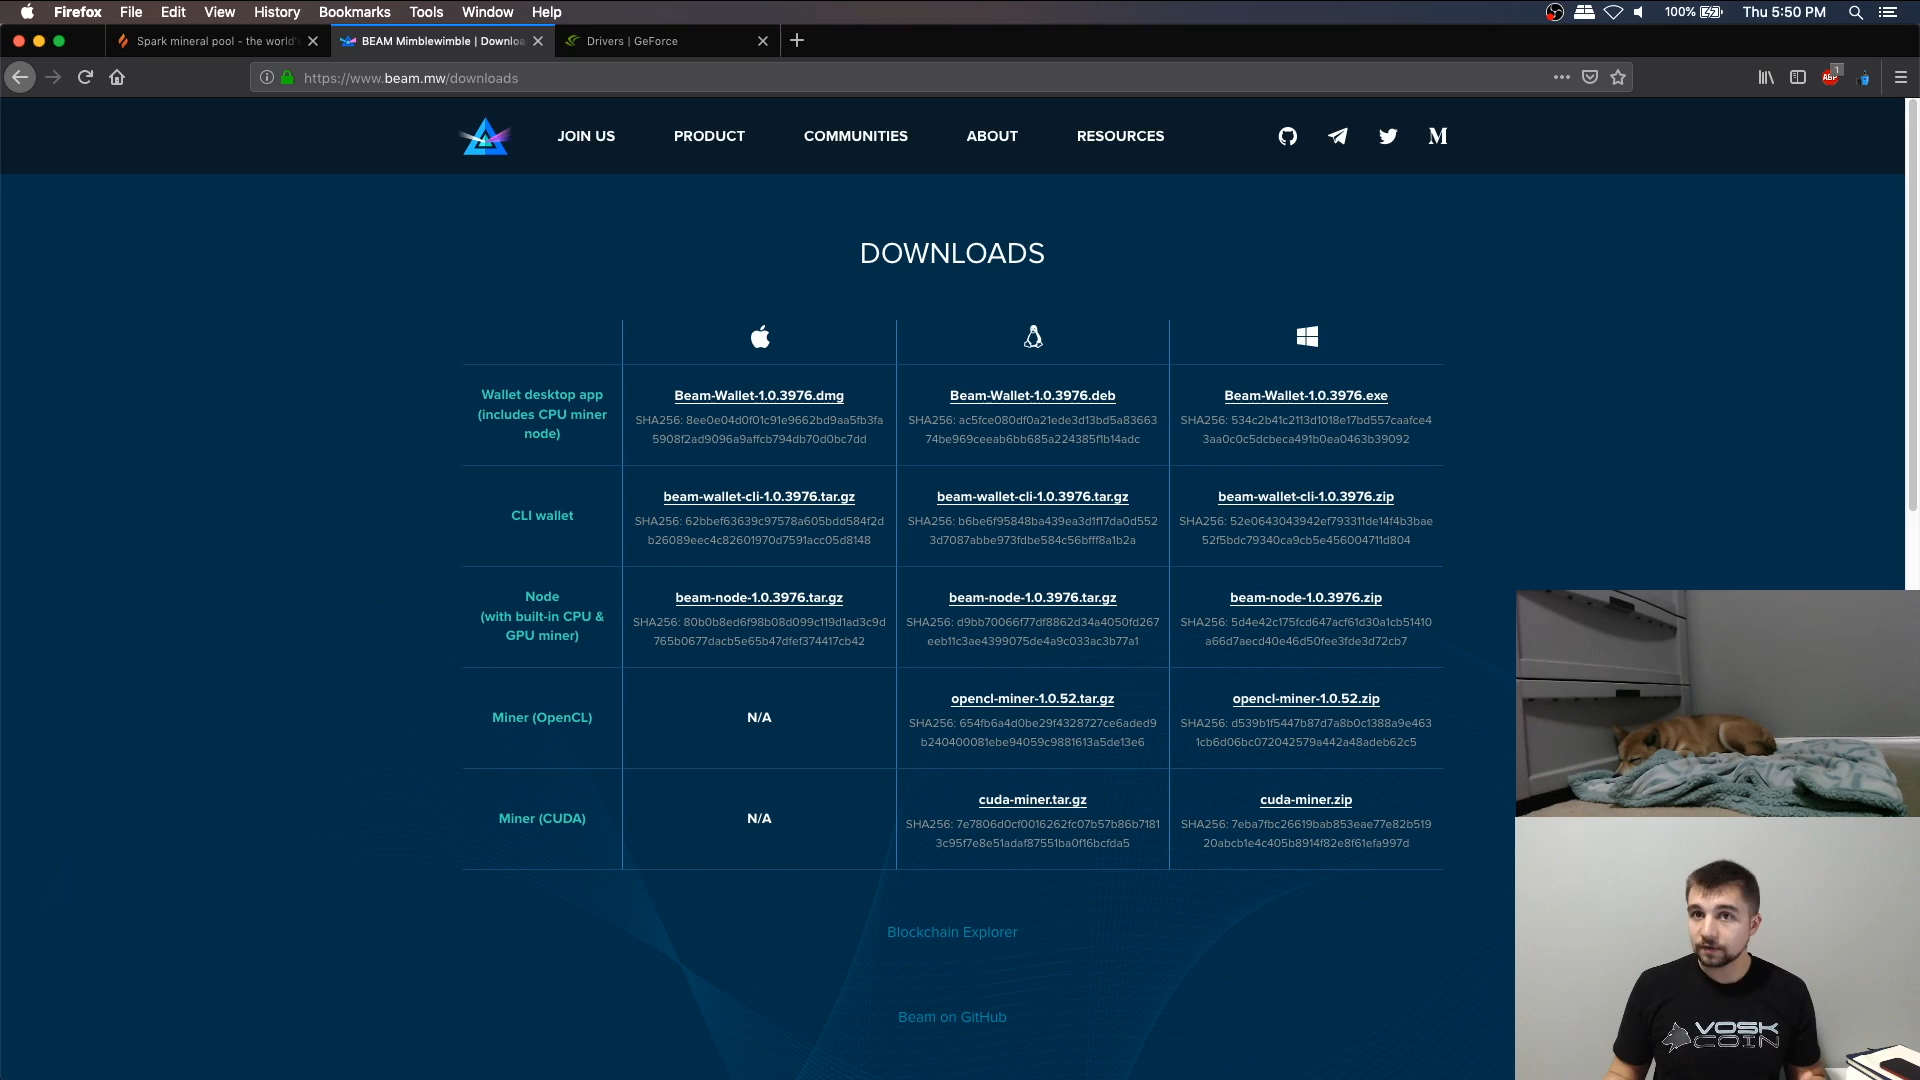 Firefox File Edit View History Bookmarks Tools Window Help 100% Thu 5:50 PM
Spark mineral pool - the world's BEAM Mimblewimble | Downloa Drivers | GeForce
https://www.beam.mw/downloads ABP 1
JOIN US PRODUCT COMMUNITIES ABOUT RESOURCES
DOWNLOADS
Wallet desktop app
(includes CPU miner
node)
Beam-Wallet-1.0.3976.dmg
SHA256: 8ee0e04d0f01c91e9662bd9aa5fb3fa
5908f2ad9096a9affcb794db70d0bc7dd
Beam-Wallet-1.0.3976.deb
SHA256: ac5fce080df0a21ede3d13bd5a83663
74be969ceeab6bb685a224385f1b14adc
Beam-Wallet-1.0.3976.exe
SHA256: 534c2b41c2113d1018e17bd557caafce4
3aa0c0c5dcbeca491b0ea0463b39092
CLI wallet
beam-wallet-cli-1.0.3976.tar.gz
SHA256: 62bbef63639c97578a605bdd584f2d
b26089eec4c82601970d7591acc05d8148
beam-wallet-cli-1.0.3976.tar.gz
SHA256: b6be6f95848ba439ea3d1f17da0d552
3d7087abbe973fdbe584c56bfff8a1b2a
beam-wallet-cli-1.0.3976.zip
SHA256: 52e0643043942ef793311de14f4b3bae
52f5bdc79340ca9cb5e456004711d804
Node
(with built-in CPU &
GPU miner)
beam-node-1.0.3976.tar.gz
SHA256: 80b0b8ed6f98b08d099c119d1ad3c9d
765b0677dacb5e65b47dfef374417cb42
beam-node-1.0.3976.tar.gz
SHA256: d9bb70066f77df8862d34a4050fd267
eeb11c3ae4399075de4a9c033ac3b77a1
beam-node-1.0.3976.zip
SHA256: 5d4e42c175fcd647acf61d30a1cb51410
a66d7aecd40e46d50fee3fde3d72cb7
Miner (OpenCL)
N/A
opencl-miner-1.0.52.tar.gz
SHA256: 654fb6a4d0be29f4328727ce6aded9
b240400081ebe94059c9881613a5de13e6
opencl-miner-1.0.52.zip
SHA256: d539b1f5447b87d7a8b0c1388a9e463
1cb6d06bc072042579a442a48adeb62c5
Miner (CUDA)
N/A
cuda-miner.tar.gz
SHA256: 7e7806d0cf0016262fc07b57b86b7181
3c95f7e8e51adaf87551ba0f16bcfda5
cuda-miner.zip
SHA256: 7eba7fbc26619bab853eae77e82b519
20abcb1e4c405b8914f82e8f61efa997d
Blockchain Explorer
Beam on GitHub
VOSK
COIN